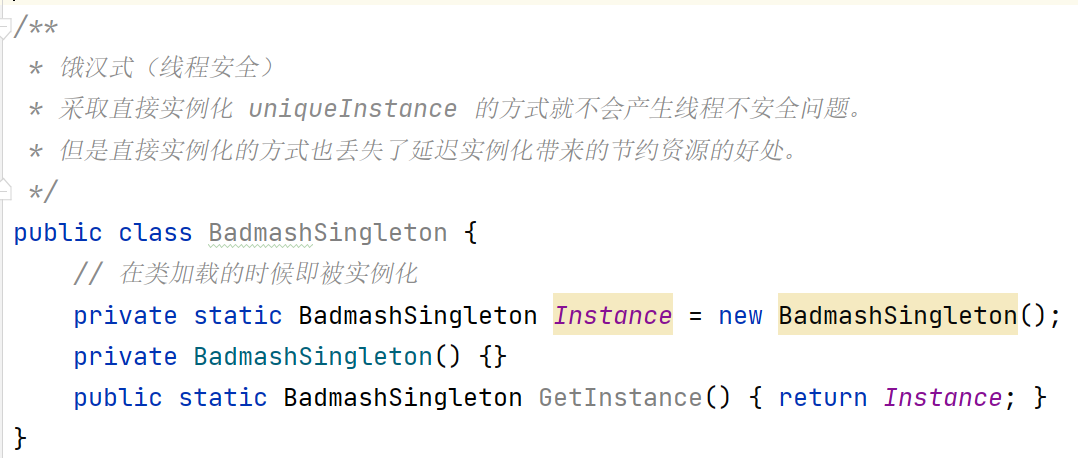 /**
 * 饿汉式（线程安全）
 * 采取直接实例化 uniqueInstance 的方式就不会产生线程不安全问题。
 * 但是直接实例化的方式也丢失了延迟实例化带来的节约资源的好处。
 */
public class BadmashSingleton {
    // 在类加载的时候即被实例化
    private static BadmashSingleton Instance = new BadmashSingleton();
    private BadmashSingleton() {}
    public static BadmashSingleton GetInstance() { return Instance; }
}